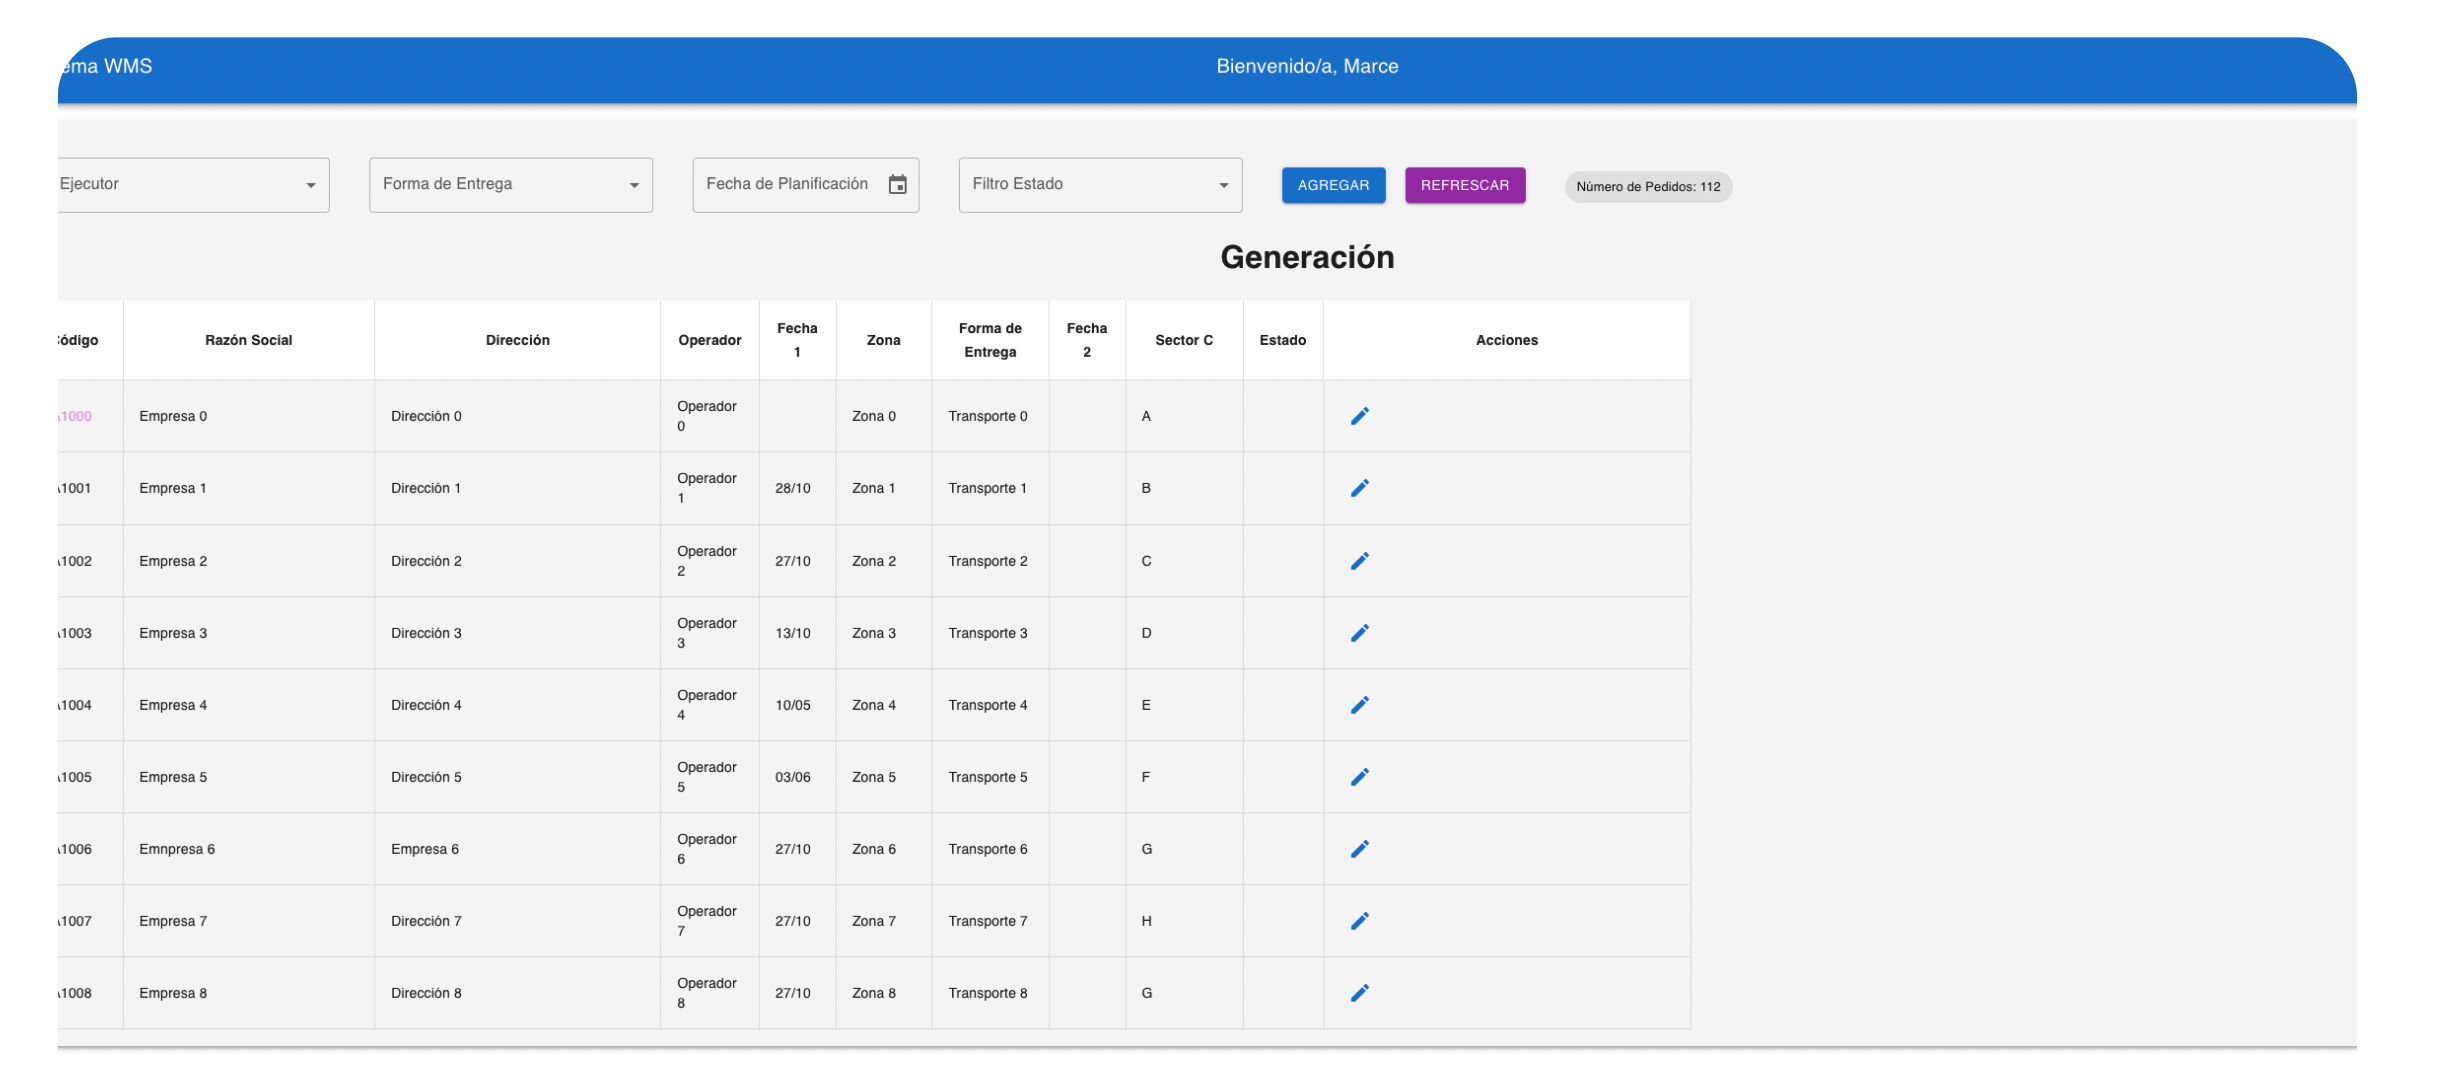 ema WMS Bienvenido/a, Marce
Ejecutor Forma de Entrega Fecha de Planificación Filtro Estado AGREGAR REFRESCAR Número de Pedidos: 112
Generación
ódigo Razón Social Dirección Operador Fecha 1 Zona Forma de Entrega Fecha 2 Sector C Estado Acciones
1000 Empresa 0 Dirección 0 Operador 0 Zona 0 Transporte 0 A
1001 Empresa 1 Dirección 1 Operador 1 28/10 Zona 1 Transporte 1 B
1002 Empresa 2 Dirección 2 Operador 2 27/10 Zona 2 Transporte 2 C
1003 Empresa 3 Dirección 3 Operador 3 13/10 Zona 3 Transporte 3 D
1004 Empresa 4 Dirección 4 Operador 4 10/05 Zona 4 Transporte 4 E
1005 Empresa 5 Dirección 5 Operador 5 03/06 Zona 5 Transporte 5 F
1006 Emnpresa 6 Empresa 6 Operador 6 27/10 Zona 6 Transporte 6 G
1007 Empresa 7 Dirección 7 Operador 7 27/10 Zona 7 Transporte 7 H
1008 Empresa 8 Dirección 8 Operador 8 27/10 Zona 8 Transporte 8 G